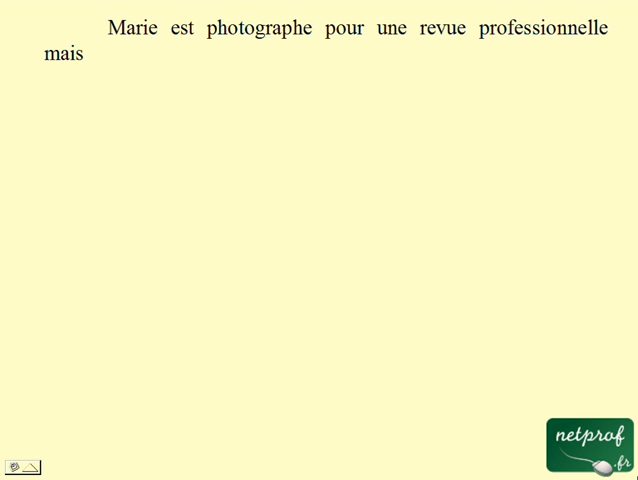 Marie est photographe pour une revue professionnelle
mais
netprof
.fr